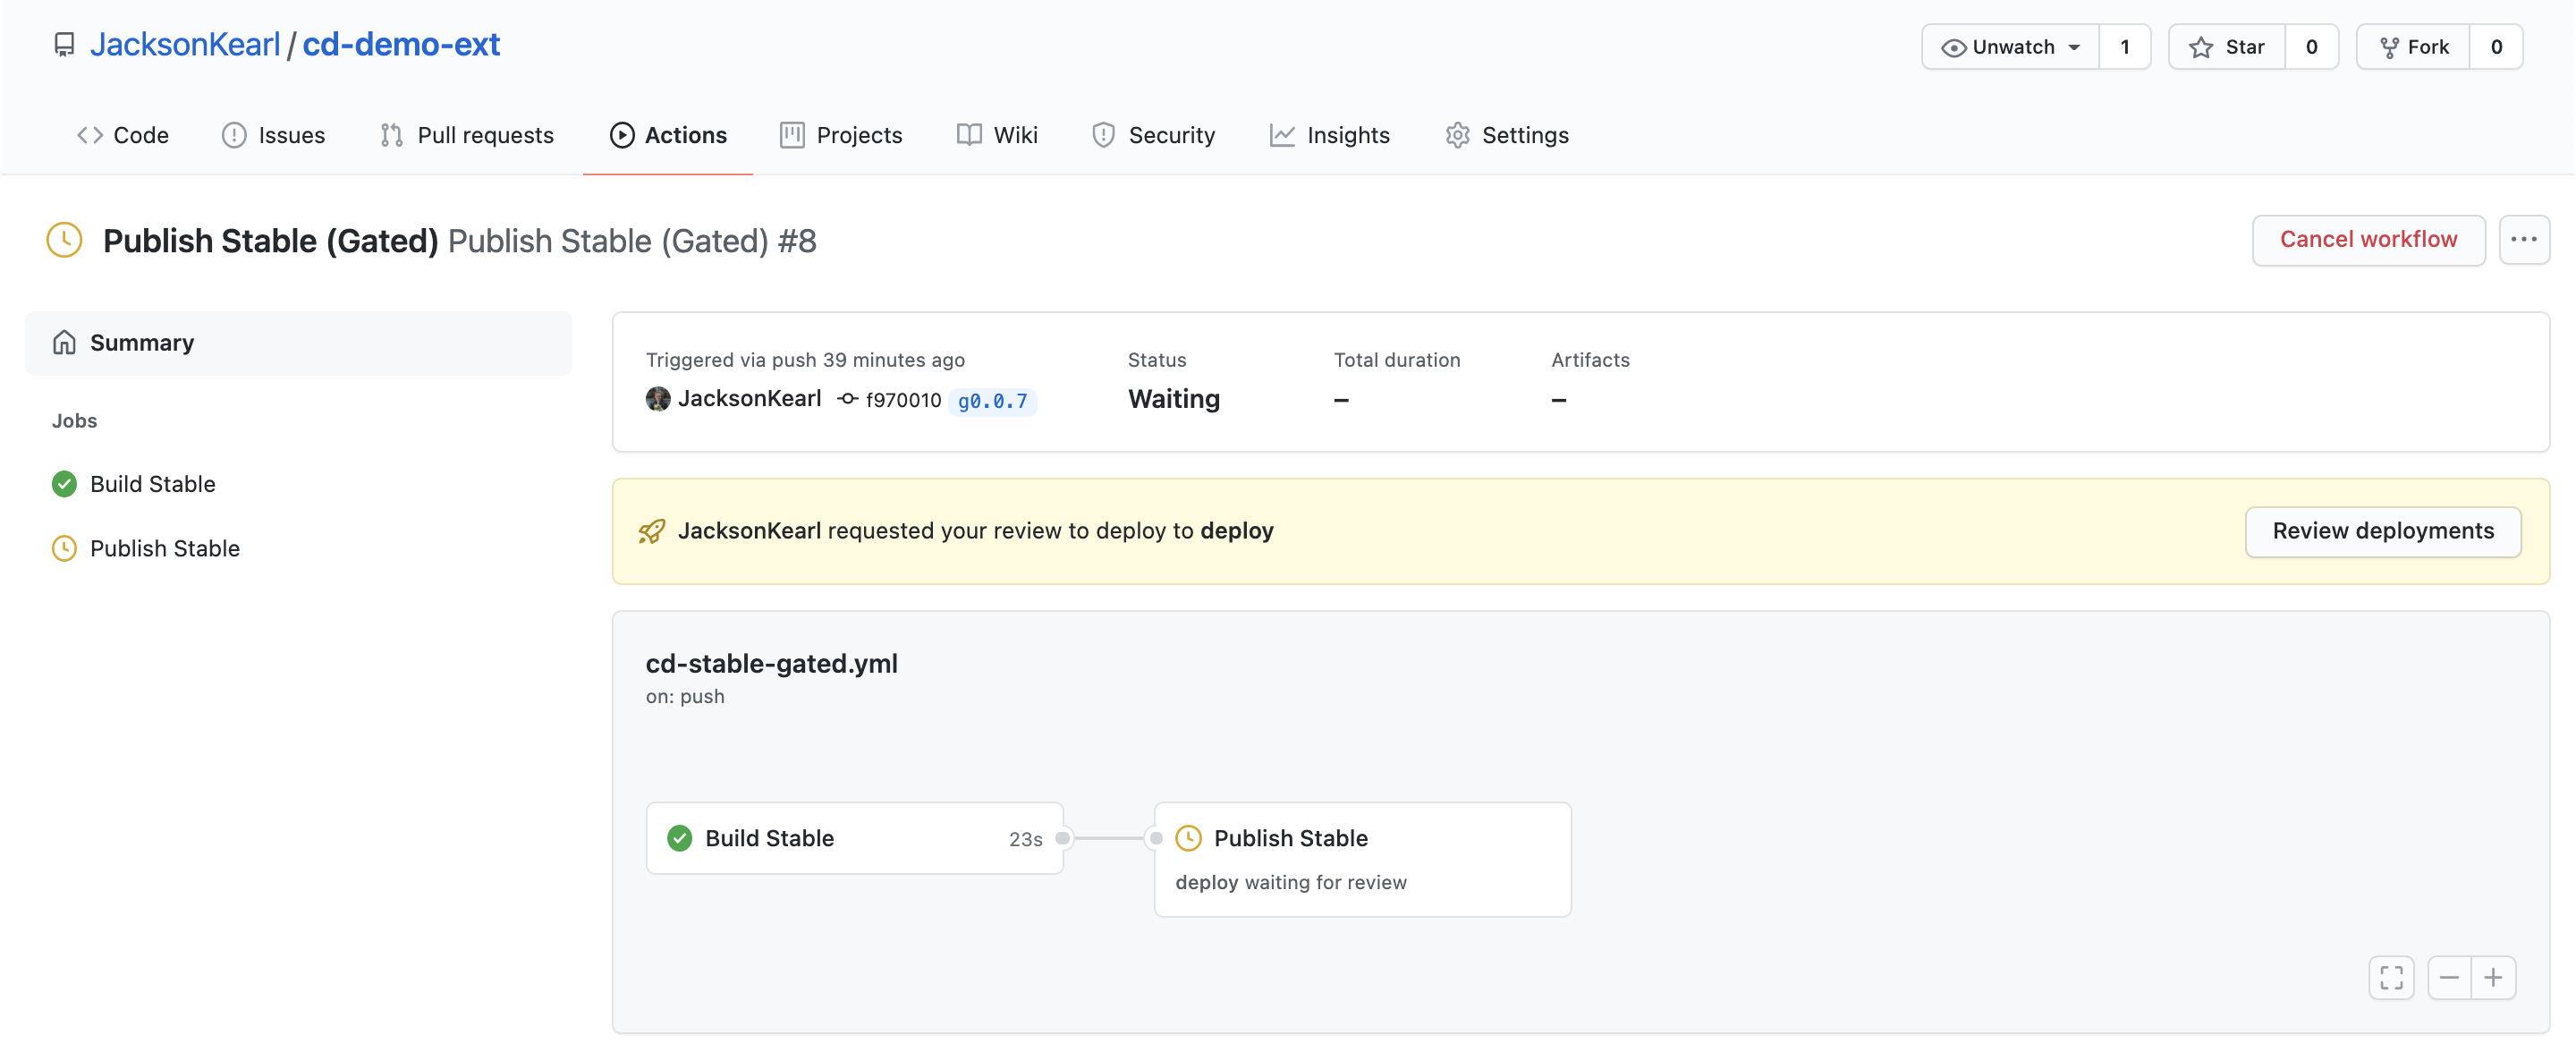 JacksonKearl / cd-demo-ext
Unwatch 1
Star 0
Fork 0
Code
Issues
Pull requests
Actions
Projects
Wiki
Security
Insights
Settings
Publish Stable (Gated) Publish Stable (Gated) #8
Cancel workflow
Summary
Jobs
Build Stable
Publish Stable
Triggered via push 39 minutes ago
JacksonKearl f970010 g0.0.7
Status
Waiting
Total duration
–
Artifacts
–
JacksonKearl requested your review to deploy to deploy
Review deployments
cd-stable-gated.yml
on: push
Build Stable 23s
Publish Stable
deploy waiting for review